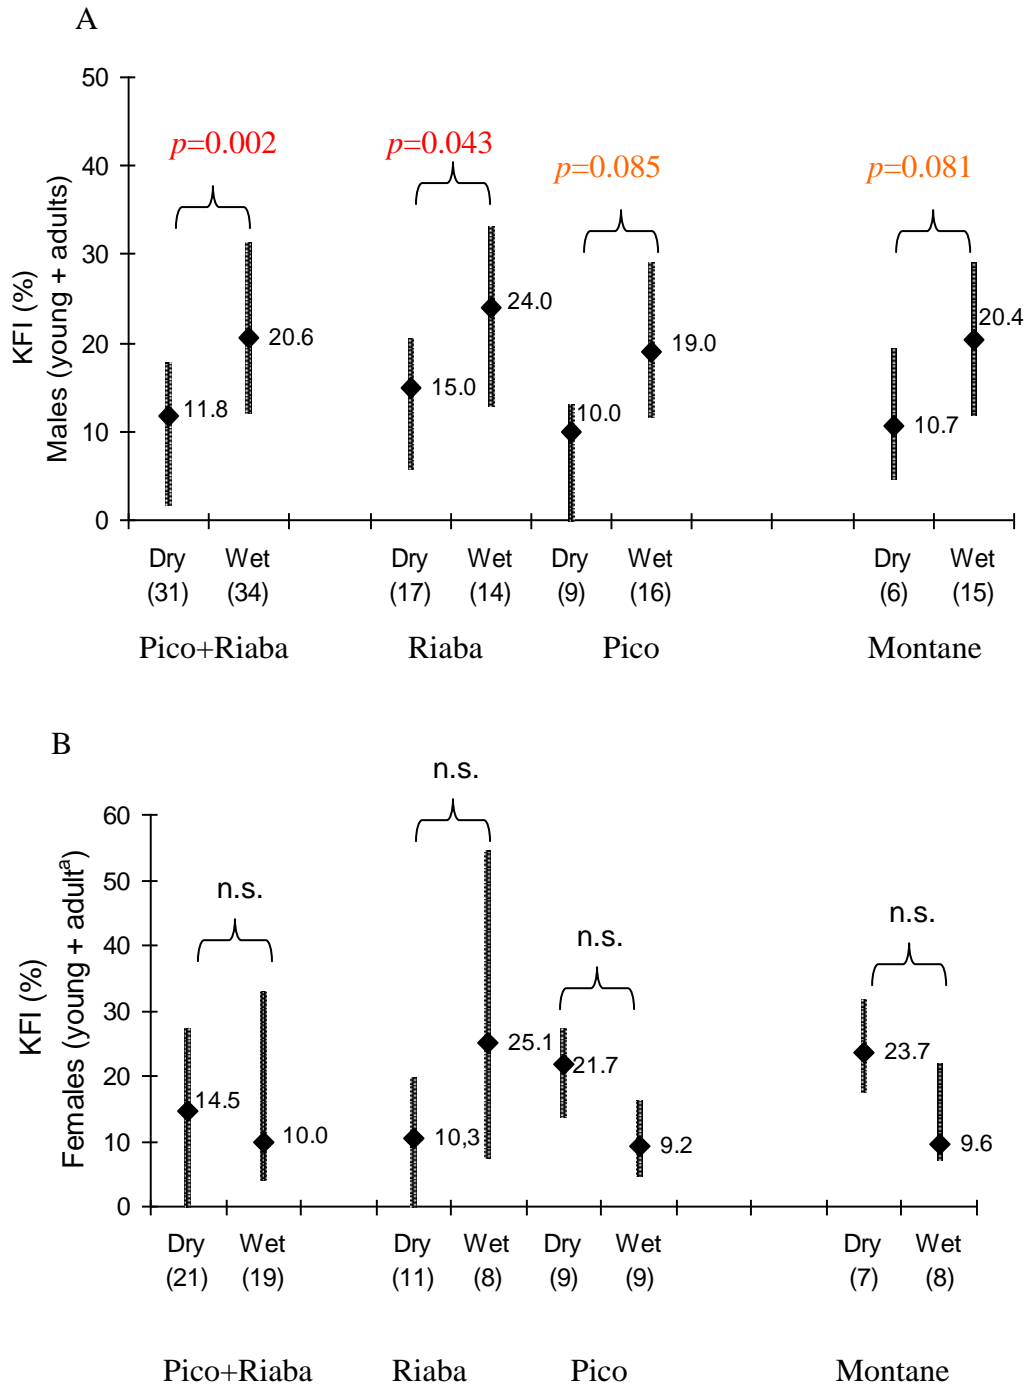 A
KFI (%)
Males (young + adults)
50
40
30
20
10
0
p=0.002
p=0.043
p=0.085
p=0.081
11.8
20.6
15.0
24.0
10.0
19.0
10.7
20.4
Dry Wet Dry Wet Dry Wet Dry Wet
(31) (34) (17) (14) (9) (16) (6) (15)
Pico+Riaba Riaba Pico Montane
B
KFI (%)
Females (young + adultª)
60
50
40
30
20
10
0
n.s.
n.s.
n.s.
n.s.
14.5
10.0
10,3
25.1
21.7
9.2
23.7
9.6
Dry Wet Dry Wet Dry Wet Dry Wet
(21) (19) (11) (8) (9) (9) (7) (8)
Pico+Riaba Riaba Pico Montane